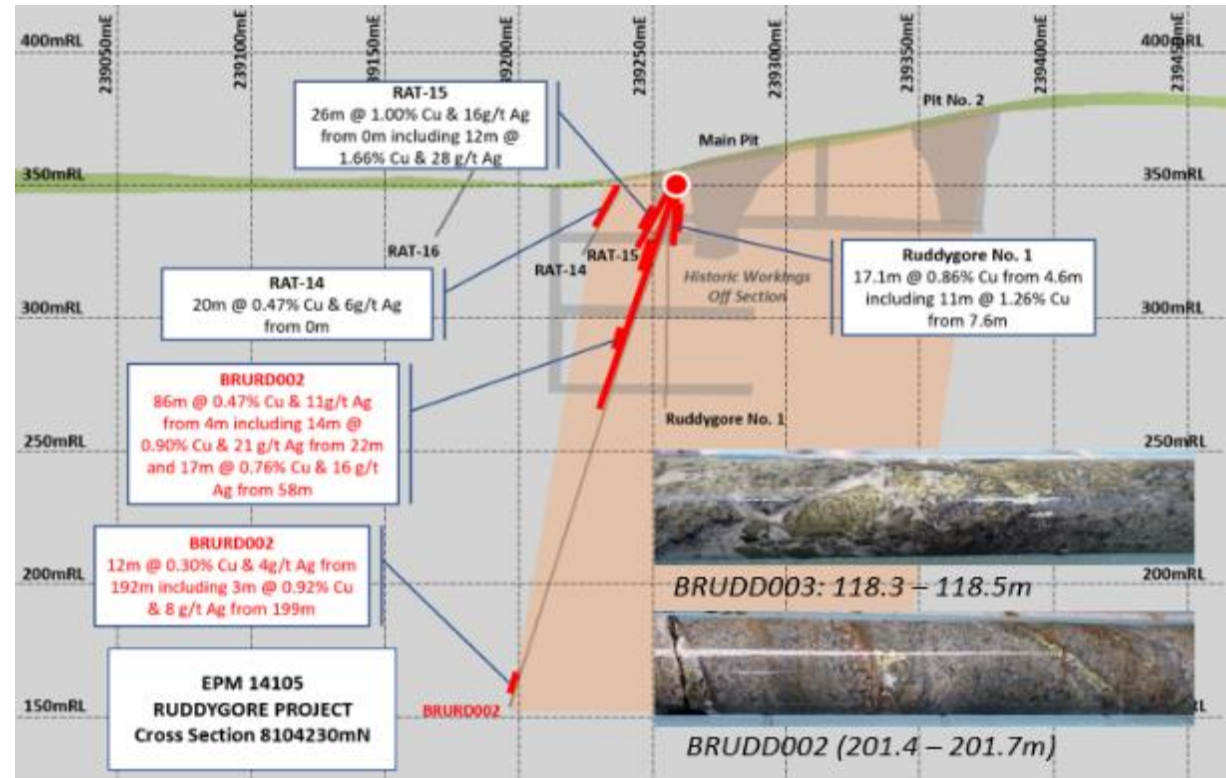 239050mE
239100mE
239150mE
239200mE
239250mE
239300mE
239350mE
239400mE
239450mE
400mRL
400mRL
Pit No. 2
Main Pit
RAT-15
26m @ 1.00% Cu & 16g/t Ag
from 0m including 12m @
1.66% Cu & 28 g/t Ag
350mRL
350mRL
RAT-16
RAT-14
RAT-15
Historic Workings
Off Section
RAT-14
20m @ 0.47% Cu & 6g/t Ag
from 0m
Ruddygore No. 1
17.1m @ 0.86% Cu from 4.6m
including 11m @ 1.26% Cu
from 7.6m
300mRL
300mRL
BRURD002
86m @ 0.47% Cu & 11g/t Ag
from 4m including 14m @
0.90% Cu & 21 g/t Ag from 22m
and 17m @ 0.76% Cu & 16 g/t
Ag from 58m
Ruddygore No. 1
250mRL
250mRL
BRURD002
12m @ 0.30% Cu & 4g/t Ag from
192m including 3m @ 0.92% Cu
& 8 g/t Ag from 199m
200mRL
200mRL
BRUDD003: 118.3 – 118.5m
EPM 14105
RUDDYGORE PROJECT
Cross Section 8104230mN
150mRL
BRURD002
BRUDD002 (201.4 – 201.7m)